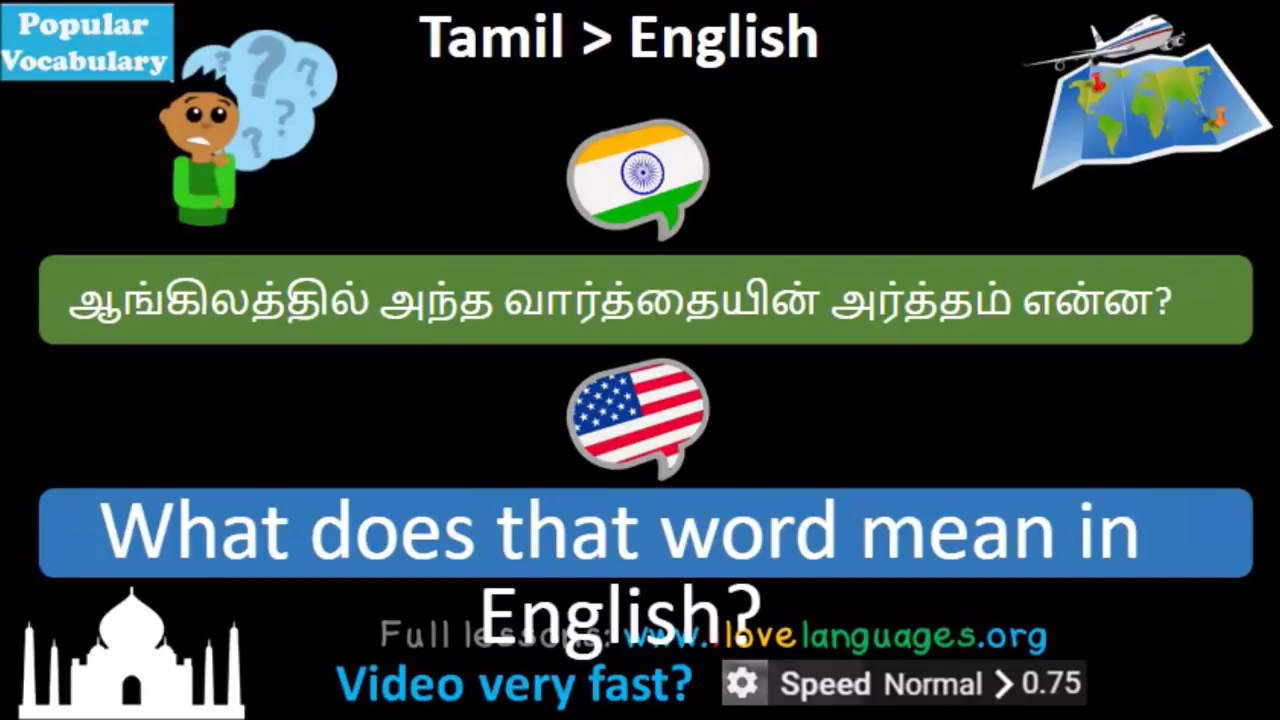 Popular
Vocabulary
Tamil > English
ஆங்கிலத்தில் அந்த வார்த்தையின் அர்த்தம் என்ன?
What does that word mean in
English?
Full lessons: www.ilovelanguages.org
Video very fast? Speed Normal > 0.75